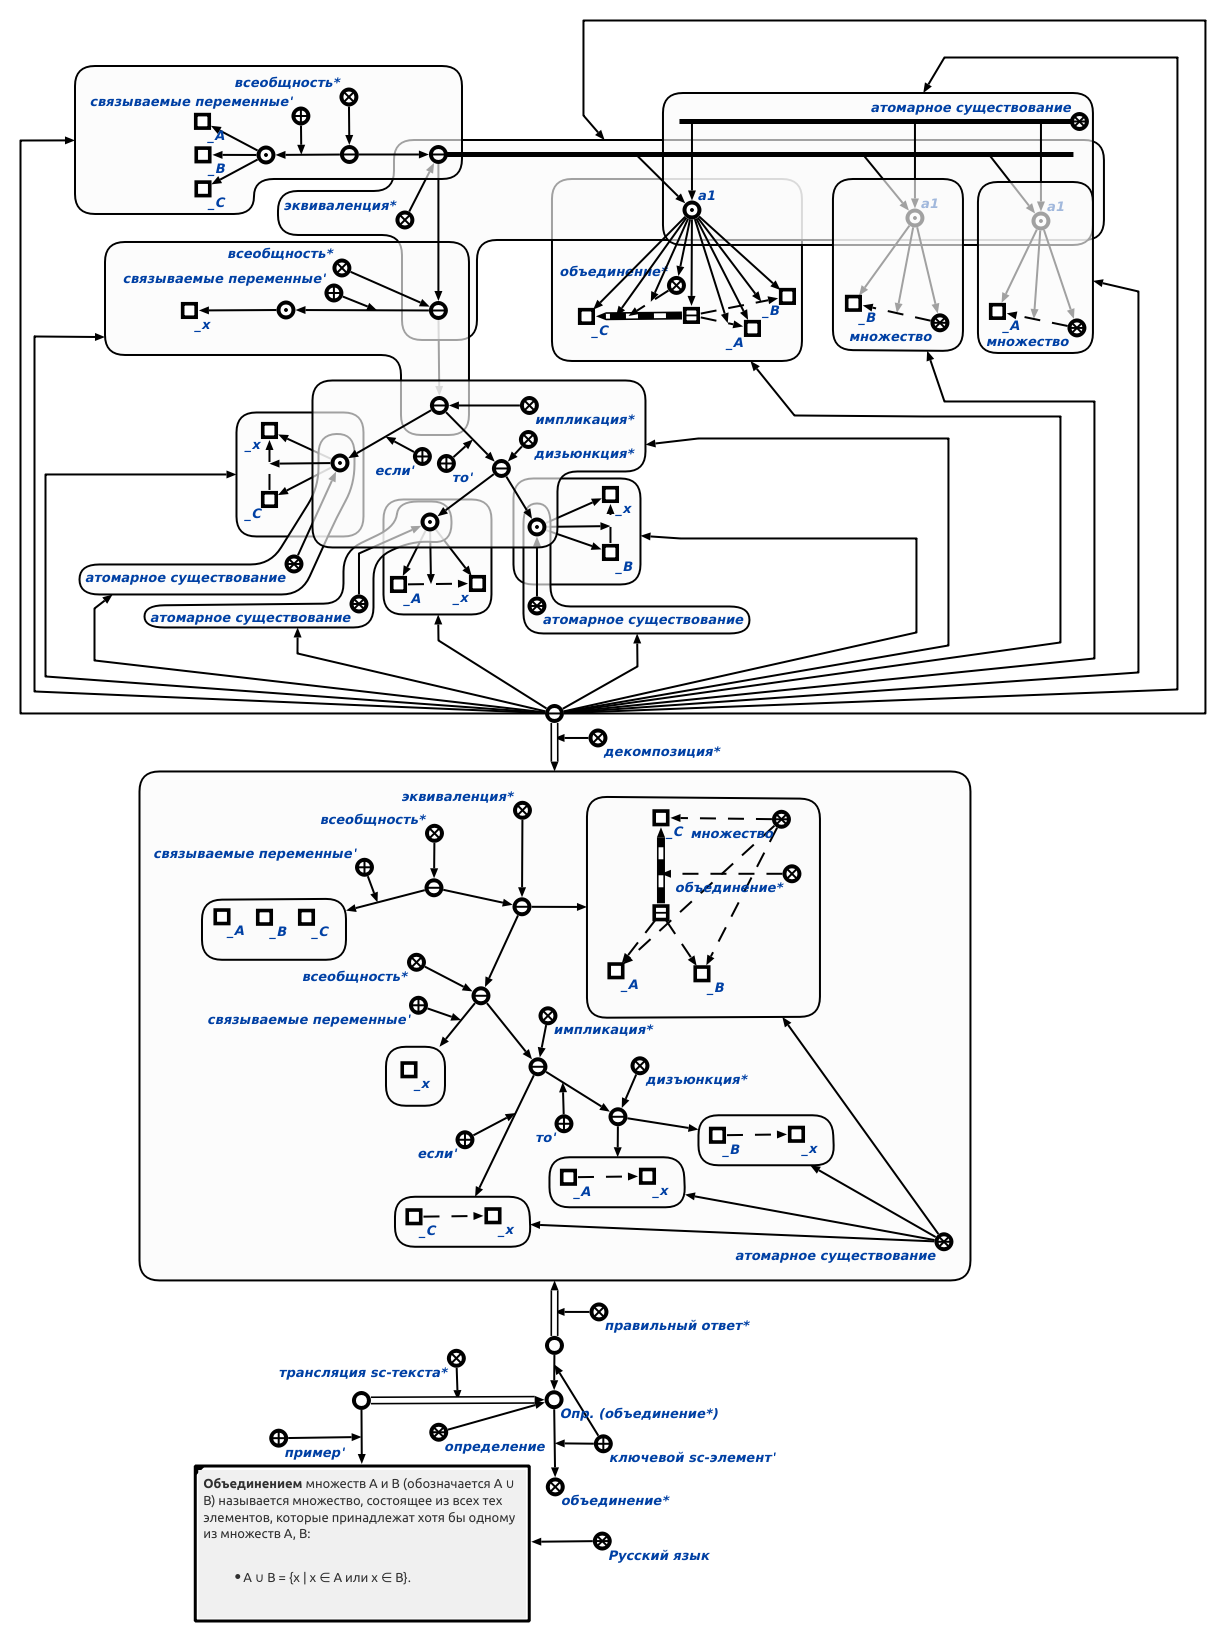 всеобщность*
связываемые переменные'
_A
_B
_C
эквиваленция*
атомарное существование
a1
a1
a1
объединение*
_C
_B
_A
_B
множество
_A
множество
всеобщность*
связываемые переменные'
_x
импликация*
дизьюнкция*
если'
то'
_x
_C
_x
_B
атомарное существование
_A
_x
атомарное существование
атомарное существование
декомпозиция*
эквиваленция*
всеобщность*
связываемые переменные'
_A
_B
_C
_C
множество
объединение*
_A
_B
всеобщность*
связываемые переменные'
_x
импликация*
дизъюнкция*
если'
то'
_B
_x
_A
_x
_C
_x
атомарное существование
правильный ответ*
трансляция sc-текста*
Опр. (объединение*)
пример'
определение
ключевой sc-элемент'
объединение*
Объединением множеств A и B (обозначается A ∪
B) называется множество, состоящее из всех тех
элементов, которые принадлежат хотя бы одному
из множеств A, B:
• A ∪ B = {x | x ∈ A или x ∈ B}.
Русский язык